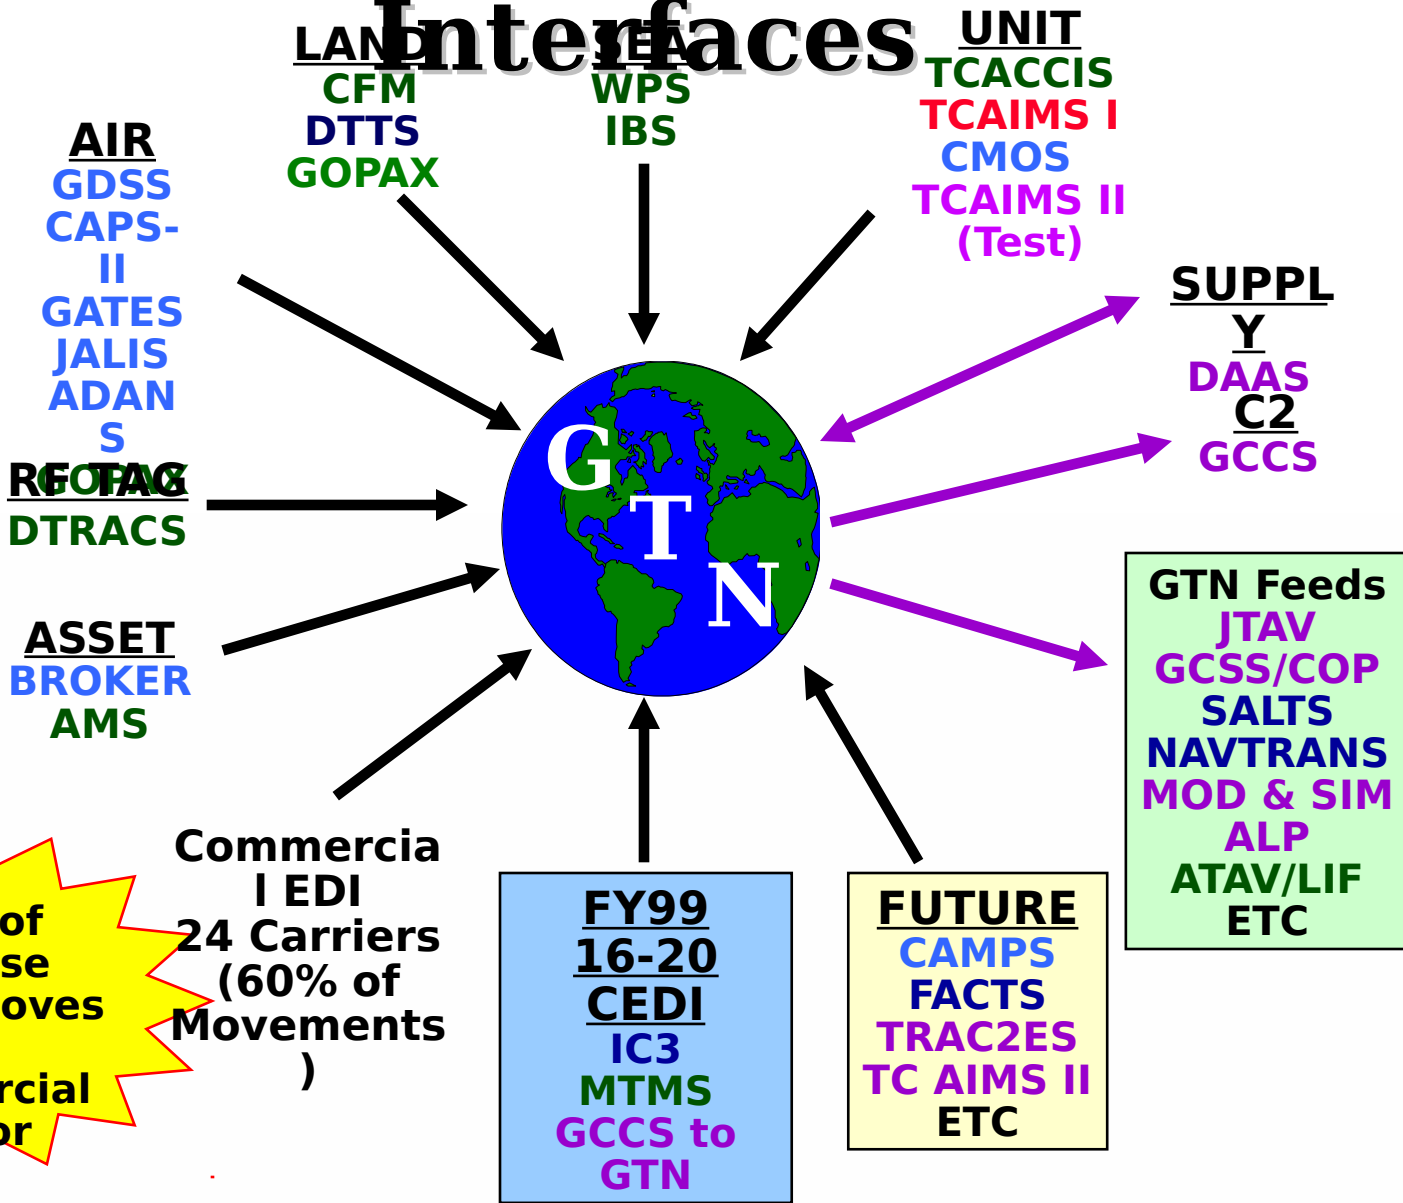 Interfaces
LAND
CFM
DTTS
GOPAX
SEA
WPS
IBS
UNIT
TCACCIS
TCAIMS I
CMOS
TCAIMS II
(Test)
AIR
GDSS
CAPS-
II
GATES
JALIS
ADAN
S
GOPAX
RF TAG
DTRACS
ASSET
BROKER
AMS
SUPPL
Y
DAAS
C2
GCCS
G
T
N
GTN Feeds
JTAV
GCSS/COP
SALTS
NAVTRANS
MOD & SIM
ALP
ATAV/LIF
ETC
Commercia
l EDI
24 Carriers
(60% of
Movements
)
of
se
oves
rcial
or
FY99
16-20
CEDI
IC3
MTMS
GCCS to
GTN
FUTURE
CAMPS
FACTS
TRAC2ES
TC AIMS II
ETC